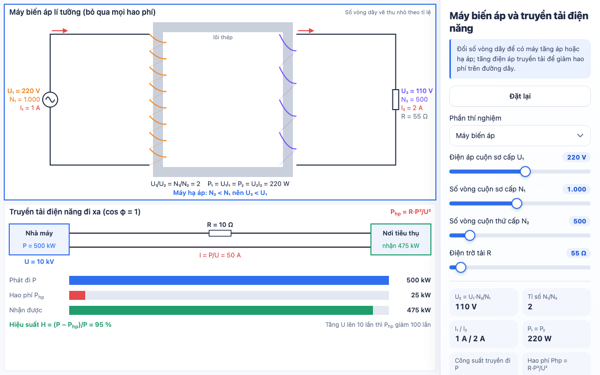 Máy biến áp lí tưởng (bỏ qua mọi hao phí)
Số vòng dây vẽ thu nhỏ theo tỉ lệ
lõi thép
U₁ = 220 V
N₁ = 1.000
I₁ = 1 A
U₂ = 110 V
N₂ = 500
I₂ = 2 A
R = 55 Ω
U₁/U₂ = N₁/N₂ = 2 P₁ = U₁I₁ = P₂ = U₂I₂ = 220 W
Máy hạ áp: N₂ < N₁ nên U₂ < U₁
Truyền tải điện năng đi xa (cos ϕ = 1)
Php = R·P²/U²
Nhà máy
P = 500 kW
U = 10 kV
R = 10 Ω
I = P/U = 50 A
Nơi tiêu thụ
nhận 475 kW
Phát đi P
500 kW
Hao phí Php
25 kW
Nhận được
475 kW
Hiệu suất H = (P − Php)/P = 95 %
Tăng U lên 10 lần thì Php giảm 100 lần
Máy biến áp và truyền tải điện
năng
Đổi số vòng dây để có máy tăng áp hoặc
hạ áp; tăng điện áp truyền tải để giảm hao
phí trên đường dây.
Đặt lại
Phần thí nghiệm
Máy biến áp
Điện áp cuộn sơ cấp U₁
220 V
Số vòng cuộn sơ cấp N₁
1.000
Số vòng cuộn thứ cấp N₂
500
Điện trở tải R
55 Ω
U₂ = U₁·N₂/N₁
110 V
Tỉ số N₁/N₂
2
I₁ / I₂
1 A / 2 A
P₁ = P₂
220 W
Công suất truyền đi
P
Hao phí Php =
R·P²/U²